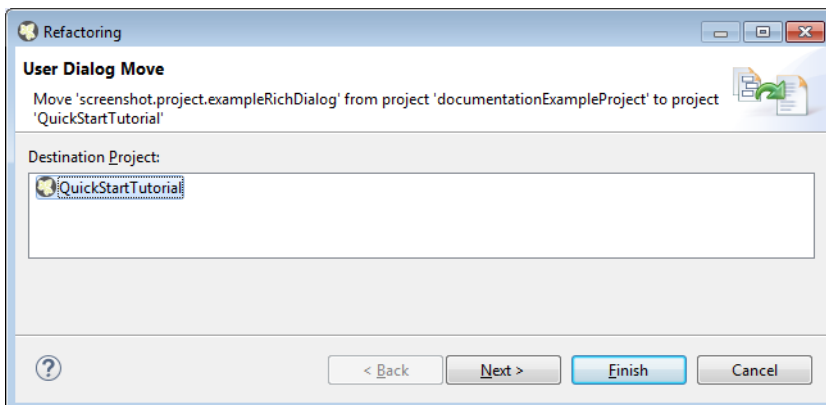 Refactoring
User Dialog Move
Move 'screenshot.project.exampleRichDialog' from project 'documentationExampleProject' to project
'QuickStartTutorial'
Destination Project:
QuickStartTutorial
?
< Back
Next >
Finish
Cancel